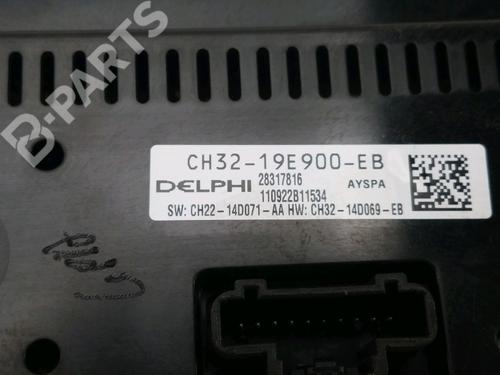 B-PARTS
CH32-19E900-EB
DELPHI 28317816 AYSPA
110922B11534
SW: CH22-14D071-AA HW: CH32-14D069-EB